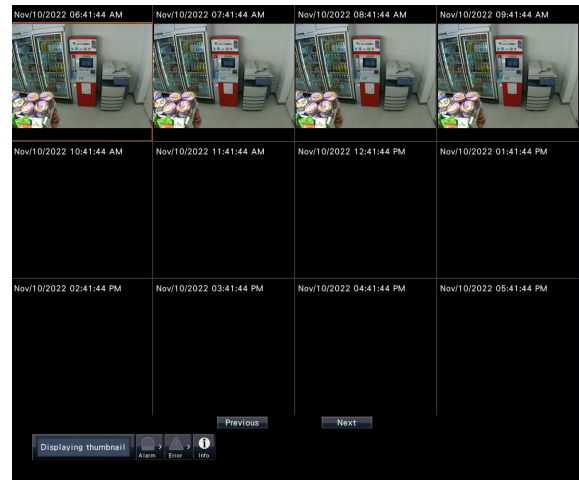 Nov/10/2022 06:41:44 AM
Nov/10/2022 07:41:44 AM
Nov/10/2022 08:41:44 AM
Nov/10/2022 09:41:44 AM
Nov/10/2022 10:41:44 AM
Nov/10/2022 11:41:44 AM
Nov/10/2022 12:41:44 PM
Nov/10/2022 01:41:44 PM
Nov/10/2022 02:41:44 PM
Nov/10/2022 03:41:44 PM
Nov/10/2022 04:41:44 PM
Nov/10/2022 05:41:44 PM
Previous
Next
Displaying thumbnail
Alarm
Error
Info